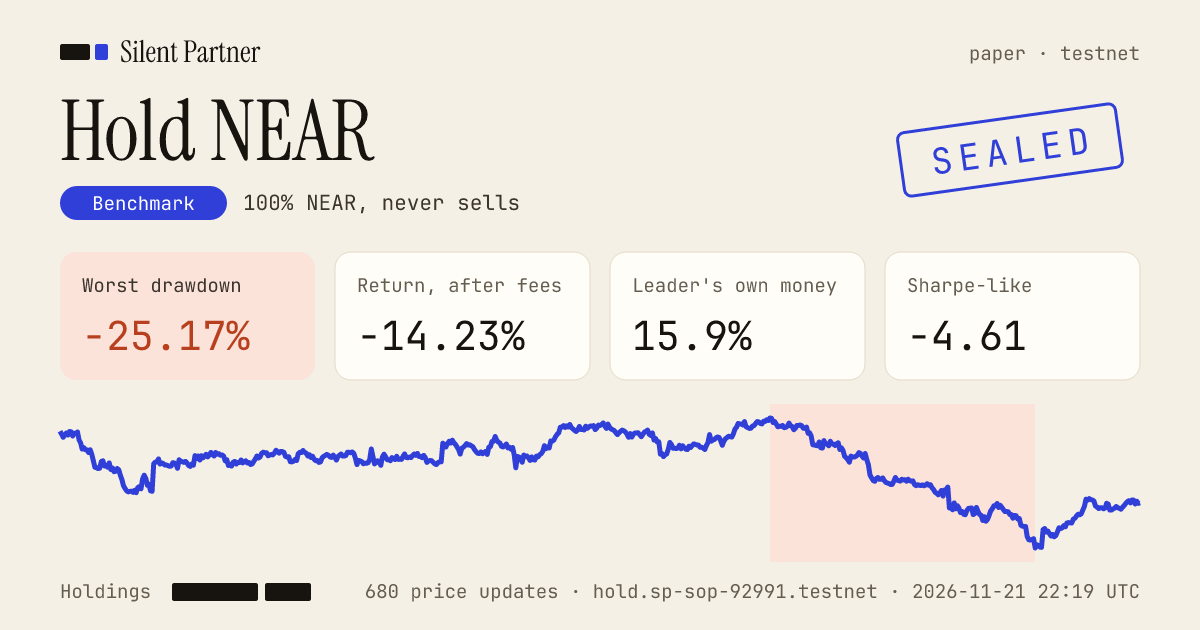 Silent Partner
paper · testnet
Hold NEAR
SEALED
Benchmark
100% NEAR, never sells
Worst drawdown
-25.17%
Return, after fees
-14.23%
Leader's own money
15.9%
Sharpe-like
-4.61
Holdings
680 price updates · hold.sp-sop-92991.testnet · 2026-11-21 22:19 UTC